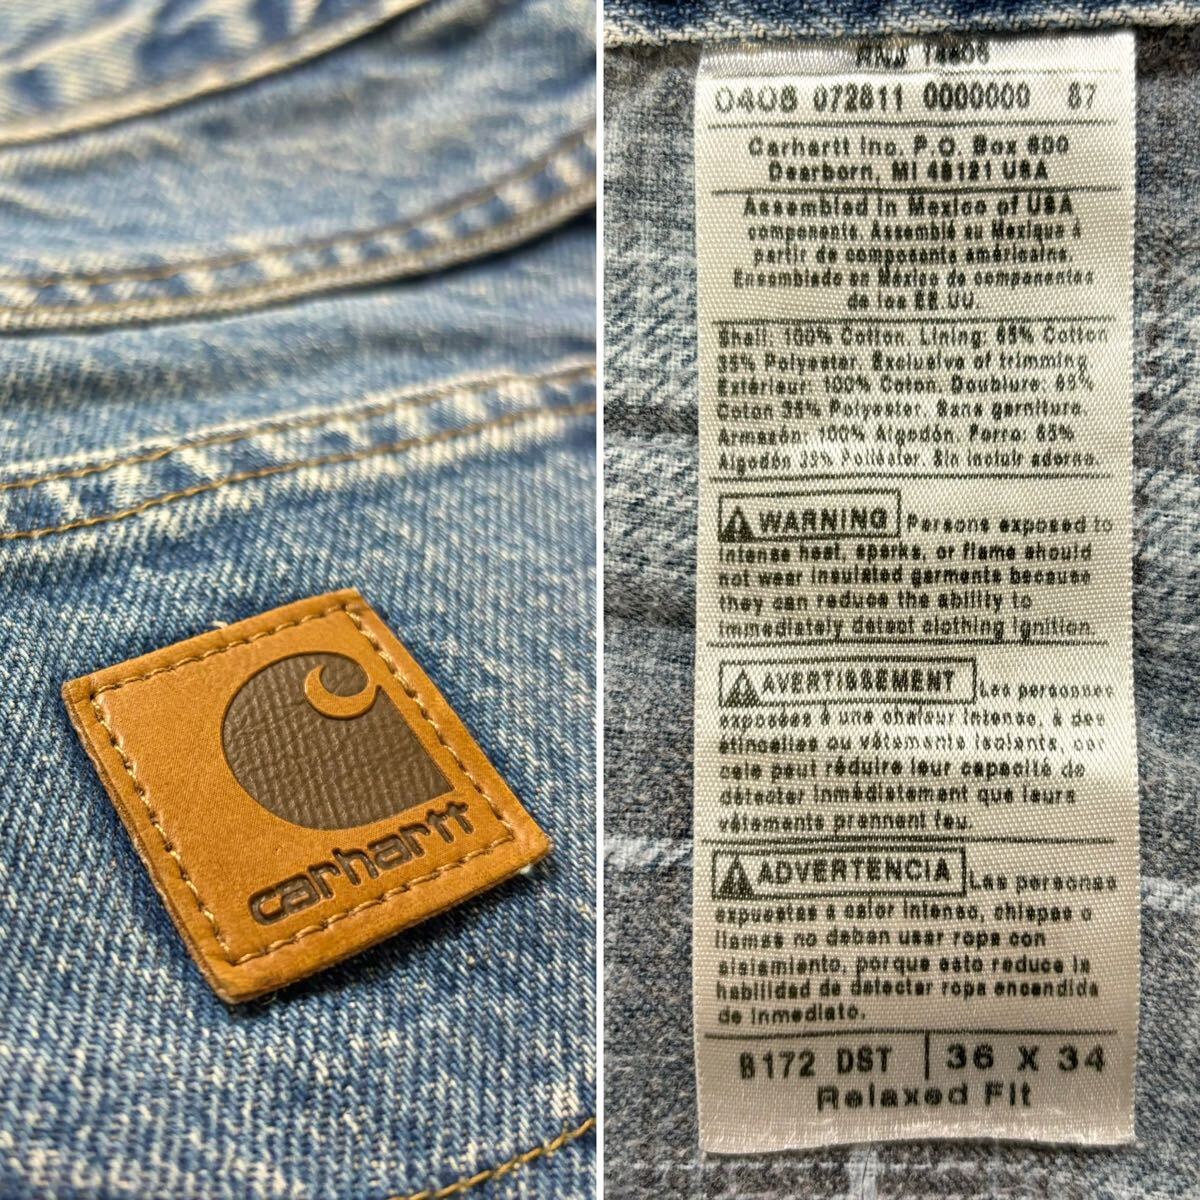 carhartt
RNJ 14806
0408 072811 0000000 87
Carhartt Inc. P.O. Box 600
Dearborn, MI 48121 USA
Assembled in Mexico of USA
components. Assemblé au Mexique à
partir de composants américains.
Ensamblado en México de componentes
de los EE.UU.
Shell: 100% Cotton. Lining: 65% Cotton
35% Polyester. Exclusive of trimming
Extérieur: 100% Coton. Doublure: 65%
Coton 35% Polyester. Sans garniture.
Armazón: 100% Algodón. Forro: 65%
Algodón 35% Poliéster. Sin incluir adorno.
WARNING Persons exposed to
intense heat, sparks, or flame should
not wear insulated garments because
they can reduce the ability to
immediately detect clothing ignition.
AVERTISSEMENT Les personnes
exposées à une chaleur intense, à des
etincelles ou vêtements isolants, car
cela peut réduire leur capacité de
détecter immédiatement que leurs
vêtements prennent feu.
ADVERTENCIA Las personas
expuestas a calor intenso, chispas o
llamas no deben usar ropa con
aislamiento, porque esto reduce la
habilidad de detectar ropa encendida
de inmediato.
B172 DST | 36 X 34
Relaxed Fit